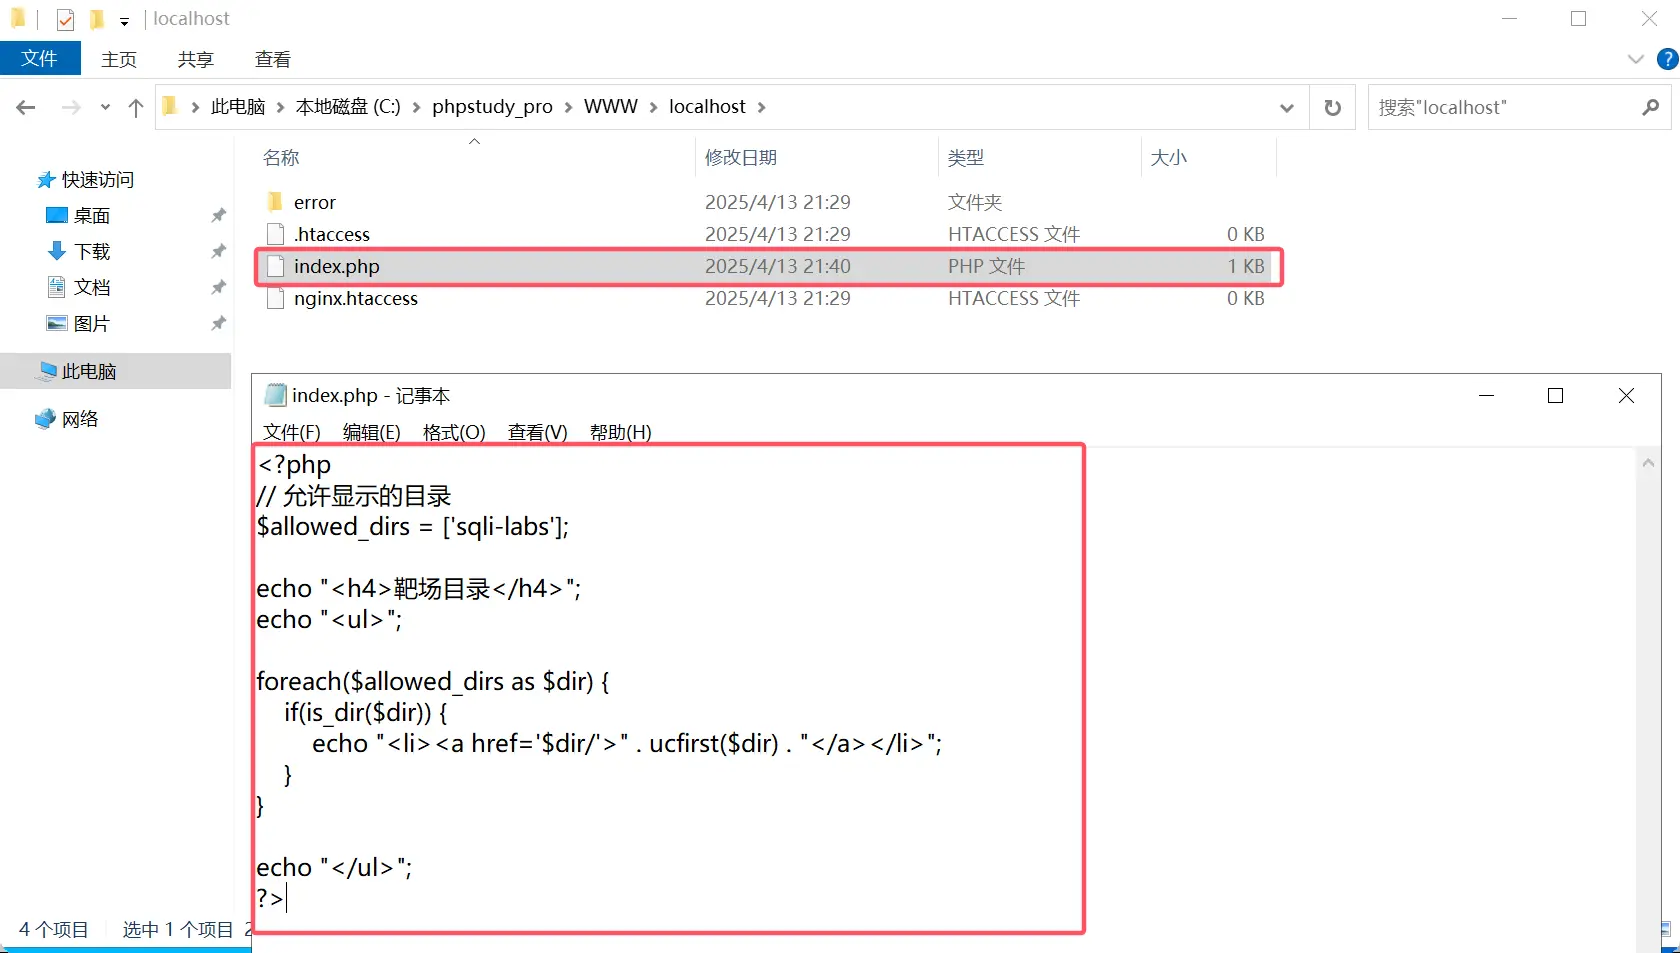 localhost
文件 主页 共享 查看
此电脑 本地磁盘 (C:) phpstudy_pro WWW localhost 搜索"localhost"
名称 修改日期 类型 大小
快速访问
桌面
下载
文档
图片
此电脑
网络
error 2025/4/13 21:29 文件夹
.htaccess 2025/4/13 21:29 HTACCESS 文件 0 KB
index.php 2025/4/13 21:40 PHP 文件 1 KB
nginx.htaccess 2025/4/13 21:29 HTACCESS 文件 0 KB
index.php - 记事本
文件(F) 编辑(E) 格式(O) 查看(V) 帮助(H)
<?php
// 允许显示的目录
$allowed_dirs = ['sqli-labs'];
echo "<h4>靶场目录</h4>";
echo "<ul>";
foreach($allowed_dirs as $dir) {
if(is_dir($dir)) {
echo "<li><a href='$dir/'>" . ucfirst($dir) . "</a></li>";
}
}
echo "</ul>";
?>
4 个项目 选中 1 个项目 2